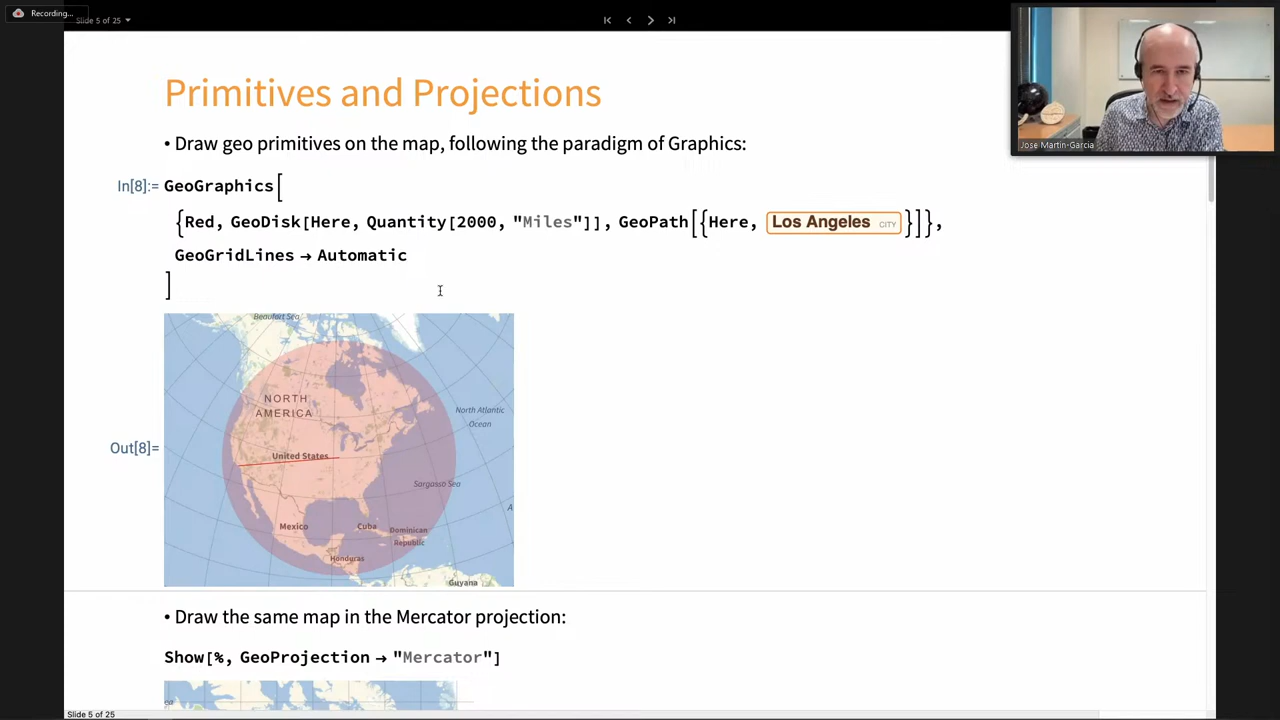 Recording...
Slide 5 of 25
Jose Martin-Garcia
Primitives and Projections
• Draw geo primitives on the map, following the paradigm of Graphics:
In[8]:= GeoGraphics[
{Red, GeoDisk[Here, Quantity[2000, "Miles"]], GeoPath[{Here, Los Angeles CITY}]},
GeoGridLines → Automatic
]
Beaufort Sea
NORTH
AMERICA
North Atlantic
Ocean
Out[8]=
United States
Sargasso Sea
A
Mexico
Cuba
Dominican
Republic
Honduras
Guyana
• Draw the same map in the Mercator projection:
Show[%, GeoProjection → "Mercator"]
ea
Slide 5 of 25